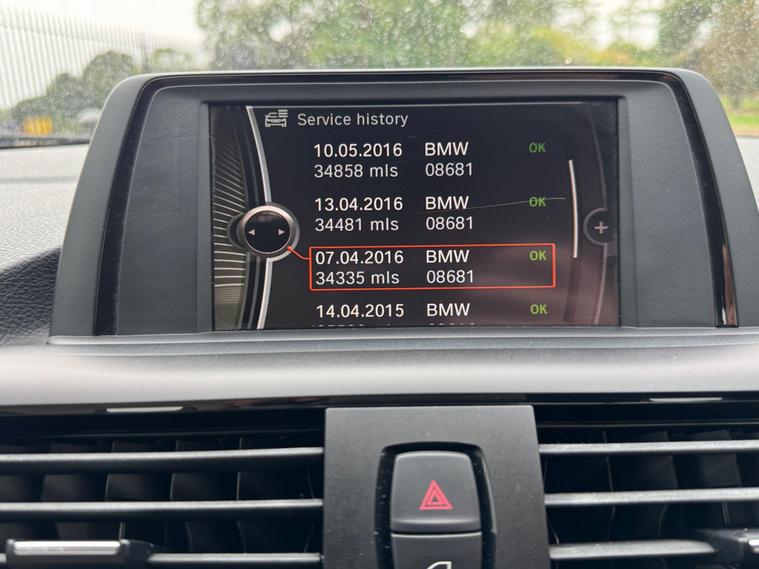 Service history
10.05.2016 BMW OK
34858 mls 08681
13.04.2016 BMW OK
34481 mls 08681
07.04.2016 BMW OK
34335 mls 08681
14.04.2015 BMW OK